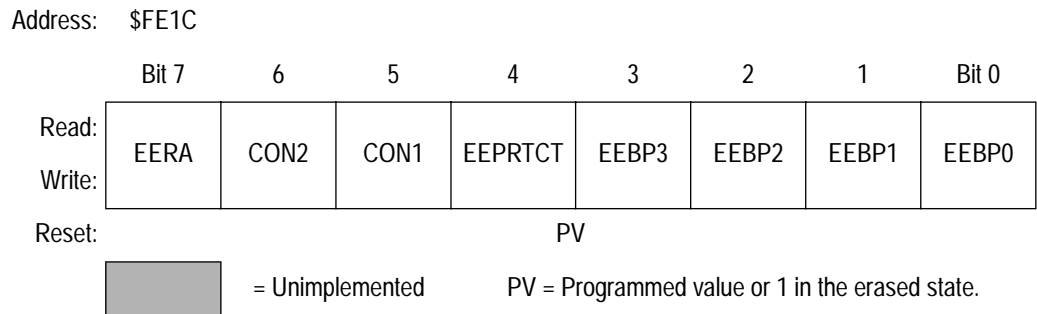 Address: $FE1C
Bit 7 6 5 4 3 2 1 Bit 0
Read:
EERA CON2 CON1 EEPRTCT EEBP3 EEBP2 EEBP1 EEBP0
Write:
Reset: PV
= Unimplemented PV = Programmed value or 1 in the erased state.